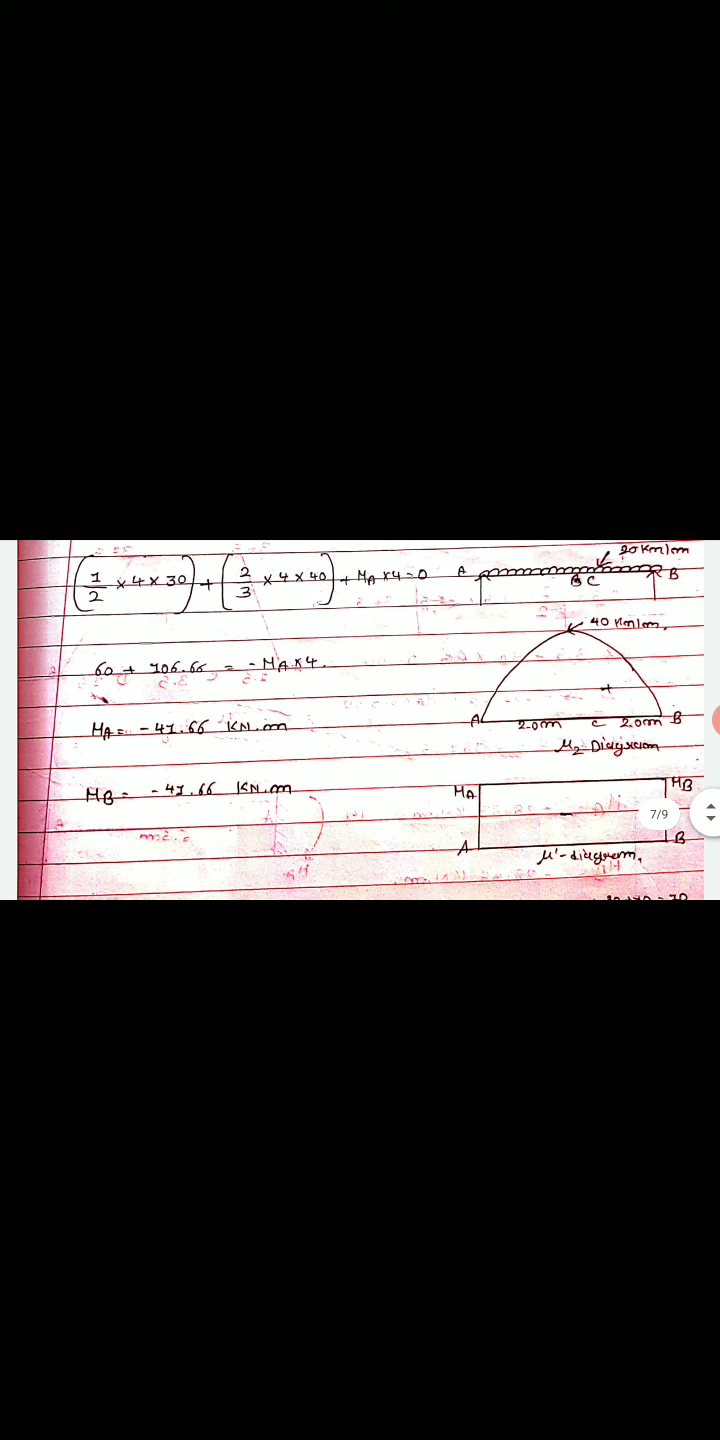 (1/2 × 4 × 30) + (2/3 × 4 × 40) + MA × 4 = 0
A 20 KN/m B
B C
60 + 106.66 = - MA × 4.
40 KN/m.
+
MA = - 41.66 KN.m
A 2.0m C 2.0m B
M2 Diagram
MB = - 41.66 KN.m
MA MB
-
7/9
A B
M'-diagram.